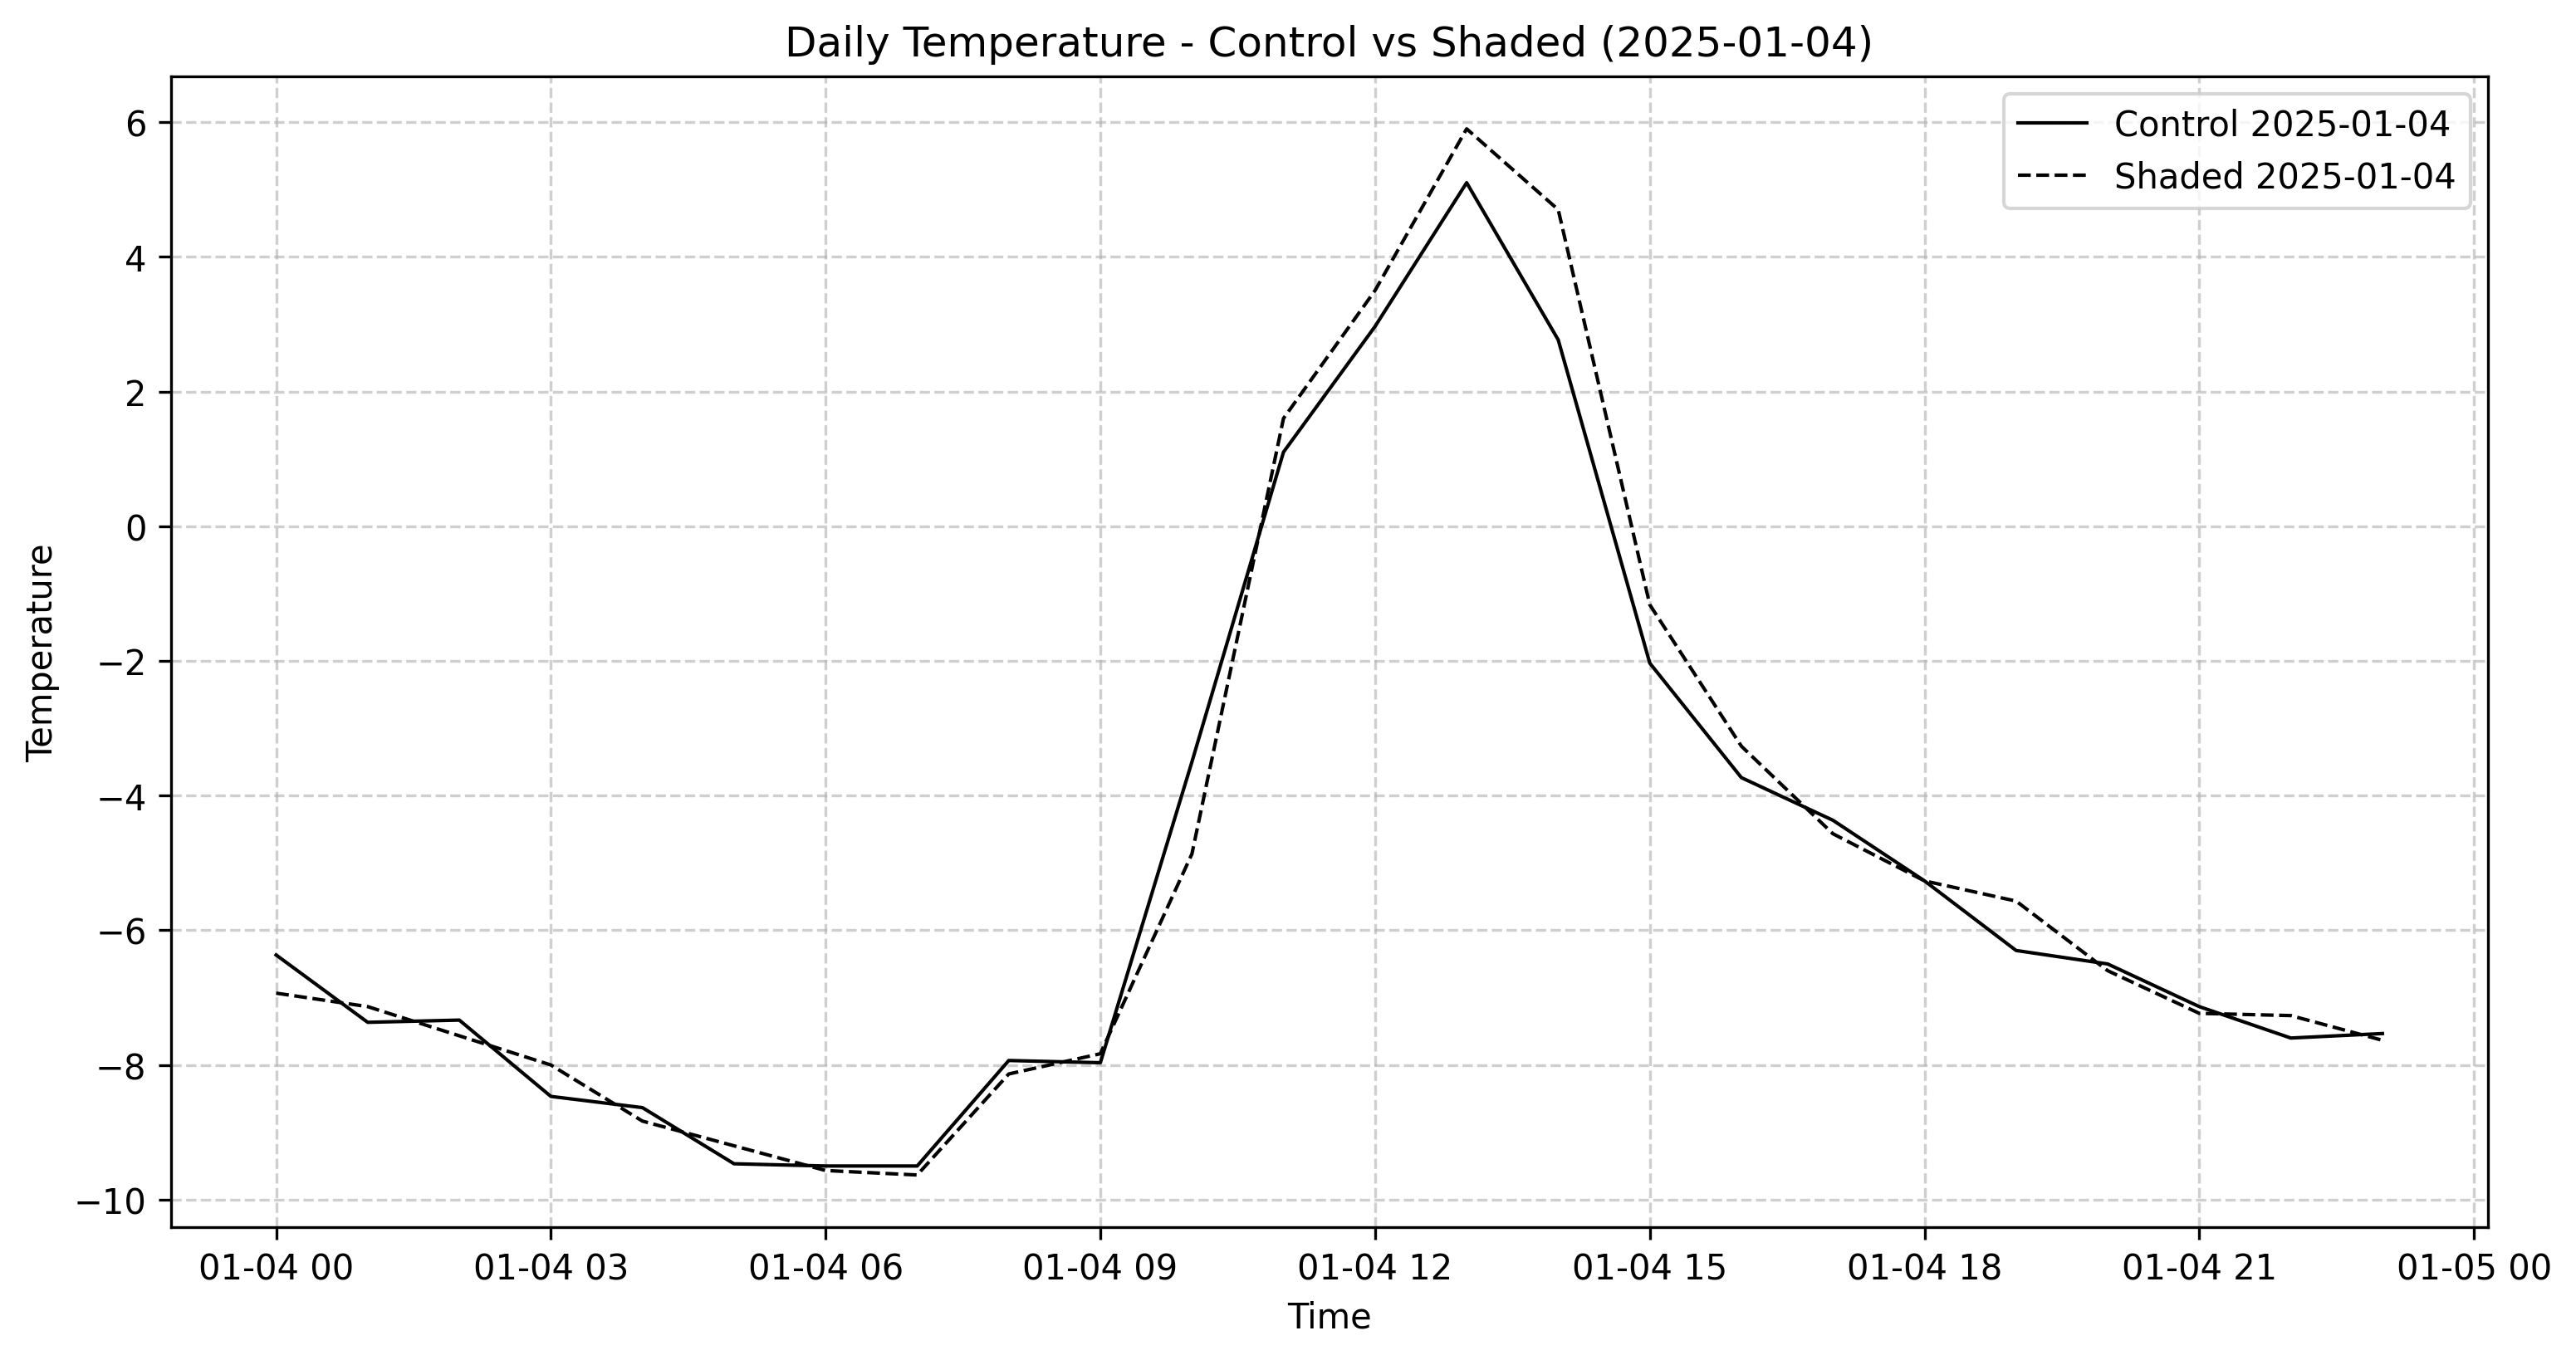 Daily Temperature - Control vs Shaded (2025-01-04)
Control 2025-01-04
Shaded 2025-01-04
6
4
2
0
−2
−4
−6
−8
−10
Temperature
01-04 00 01-04 03 01-04 06 01-04 09 01-04 12 01-04 15 01-04 18 01-04 21 01-05 00
Time